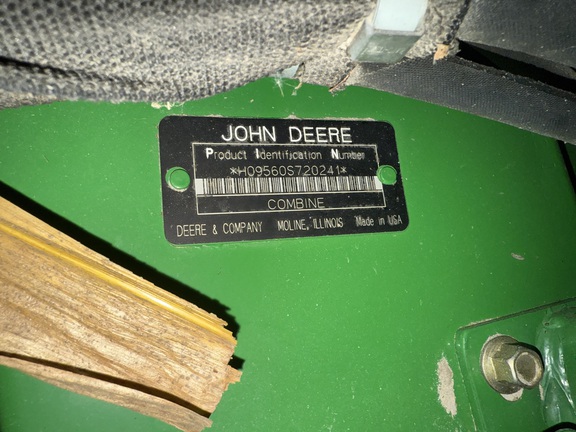 JOHN DEERE
Product Identification Number
*H09560S720241*
COMBINE
DEERE & COMPANY MOLINE, ILLINOIS Made in USA